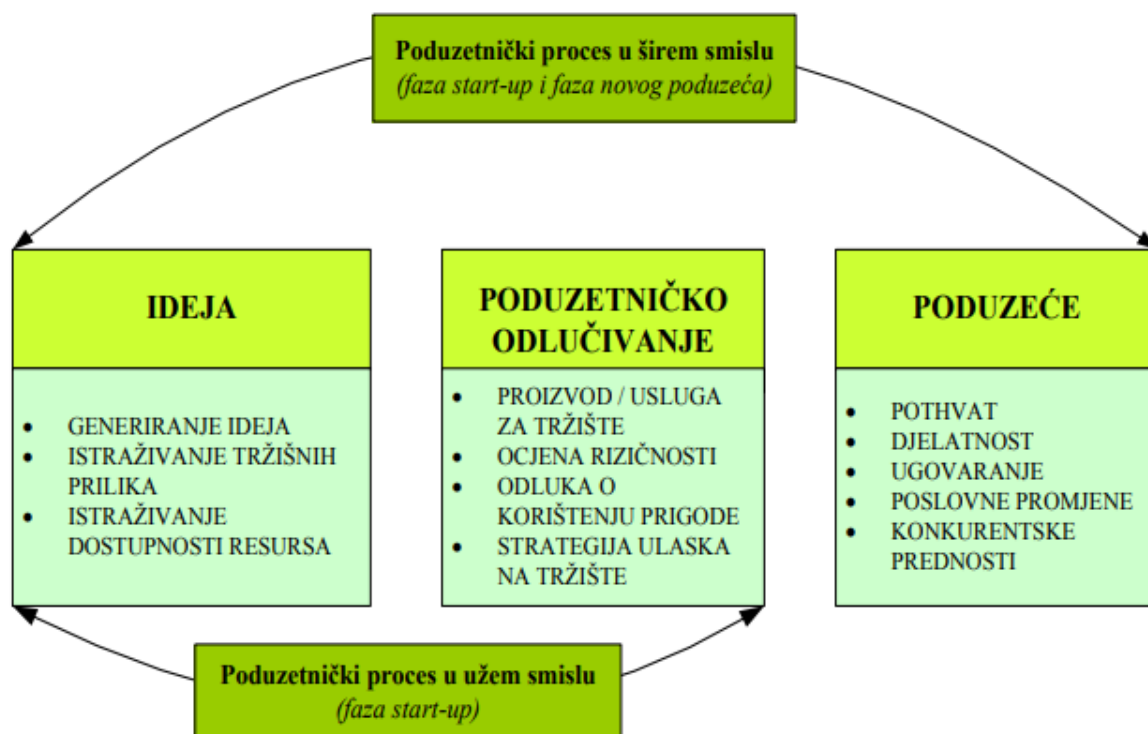 Poduzetnički proces u širem smislu
(faza start-up i faza novog poduzeća)
IDEJA
• GENERIRANJE IDEJA
• ISTRAŽIVANJE TRŽIŠNIH
PRILIKA
• ISTRAŽIVANJE
DOSTUPNOSTI RESURSA
PODUZETNIČKO
ODLUČIVANJE
• PROIZVOD / USLUGA
ZA TRŽIŠTE
• OCJENA RIZIČNOSTI
• ODLUKA O
KORIŠTENJU PRIGODE
• STRATEGIJA ULASKA
NA TRŽIŠTE
PODUZEĆE
• POTHVAT
• DJELATNOST
• UGOVARANJE
• POSLOVNE PROMJENE
• KONKURENTSKE
PREDNOSTI
Poduzetnički proces u užem smislu
(faza start-up)